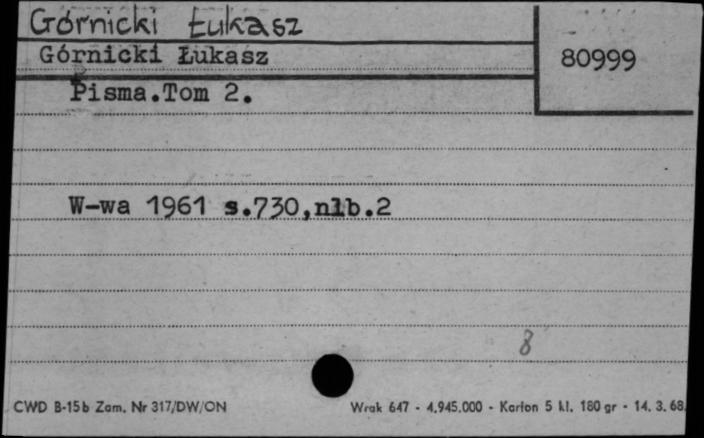 Górnicki Łukasz
80999
Górnicki Łukasz
Pisma.Tom 2.
W-wa 1961 s.730,nlb.2
8
CWD B-15b Zam. Nr 317/DW/ON
Wrak 647 - 4.945.000 - Karton 5 kl. 180 gr - 14. 3. 68.